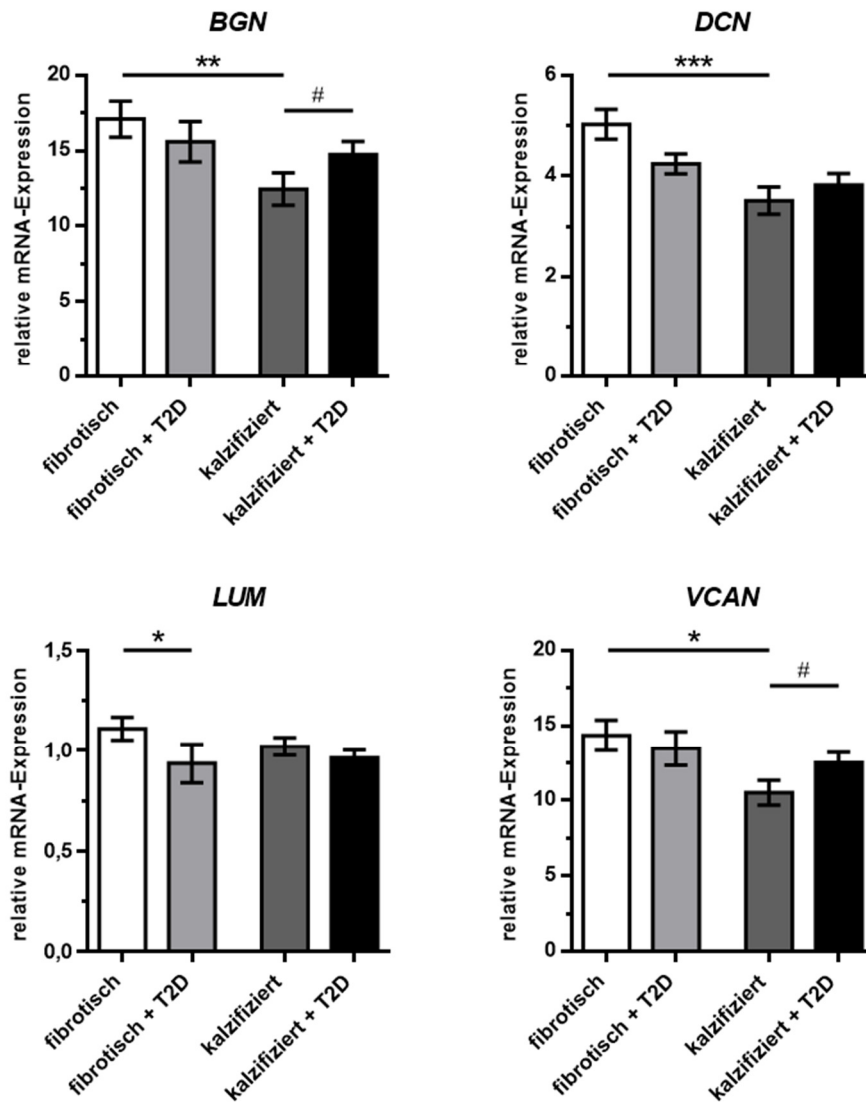 BGN
**
#
relative mRNA-Expression
20
15
10
5
0
fibrotisch
fibrotisch + T2D
kalzifiziert
kalzifiziert + T2D
DCN
***
relative mRNA-Expression
6
4
2
0
fibrotisch
fibrotisch + T2D
kalzifiziert
kalzifiziert + T2D
LUM
*
relative mRNA-Expression
1,5
1,0
0,5
0,0
fibrotisch
fibrotisch + T2D
kalzifiziert
kalzifiziert + T2D
VCAN
*
#
relative mRNA-Expression
20
15
10
5
0
fibrotisch
fibrotisch + T2D
kalzifiziert
kalzifiziert + T2D